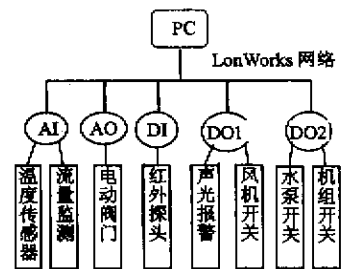 PC
LonWorks 网络
AI
AO
DI
DO1
DO2
温度传感器
流量监测
电动阀门
红外探头
声光报警
风机开关
水泵开关
机组开关